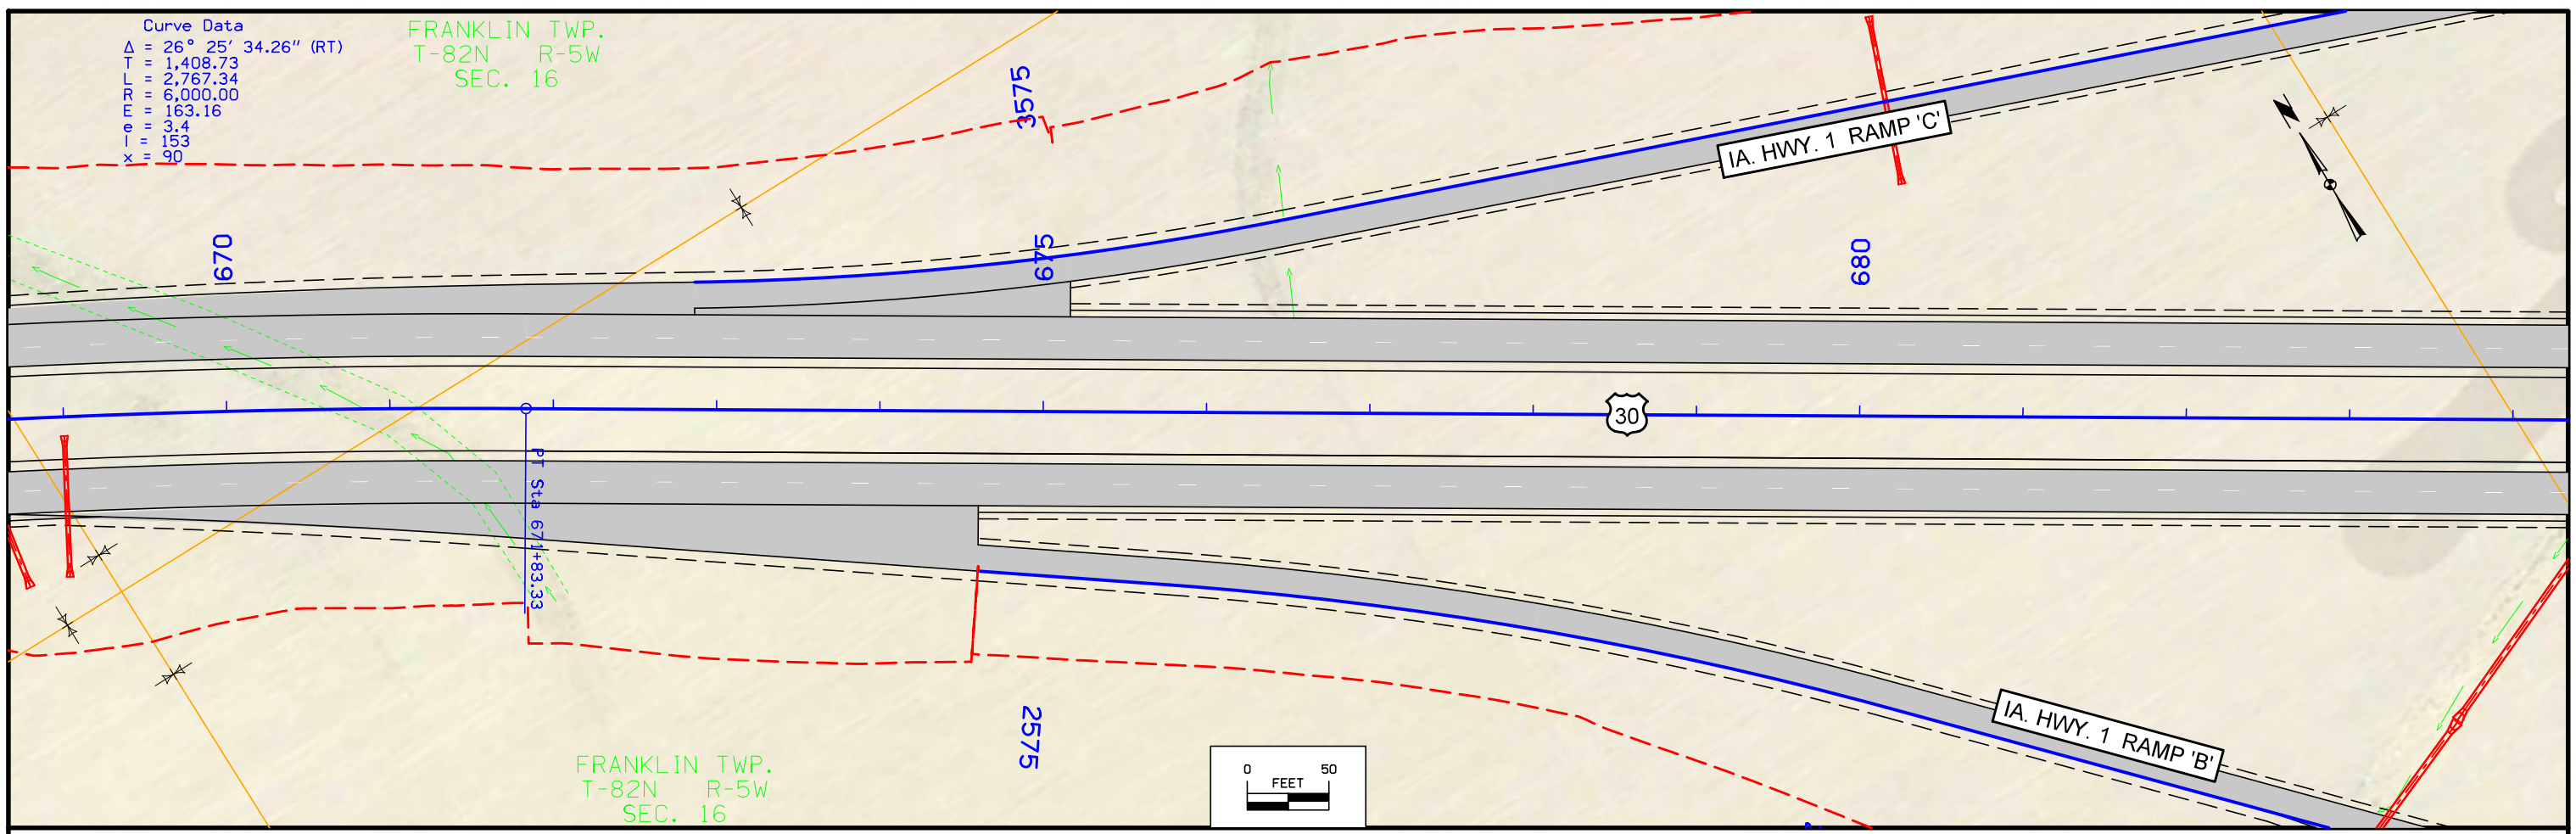 Curve Data
Δ = 26° 25' 34.26" (RT)
T = 1,408.73
L = 2,767.34
R = 6,000.00
E = 163.16
e = 3.4
l = 153
x = 90
FRANKLIN TWP.
T-82N R-5W
SEC. 16
3575
IA. HWY. 1 RAMP 'C'
670
675
680
30
PT Sta 671+83.33
2575
IA. HWY. 1 RAMP 'B'
FRANKLIN TWP.
T-82N R-5W
SEC. 16
0 50
FEET